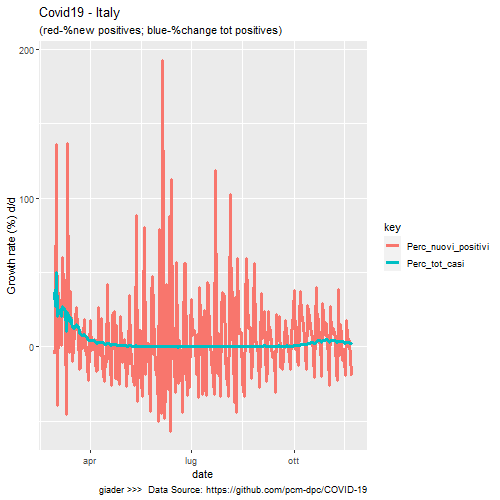 Covid19 - Italy
(red-%new positives; blue-%change tot positives)
Growth rate (%) d/d
200
100
0
apr
lug
ott
date
key
Perc_nuovi_positivi
Perc_tot_casi
giader >>>  Data Source: https://github.com/pcm-dpc/COVID-19